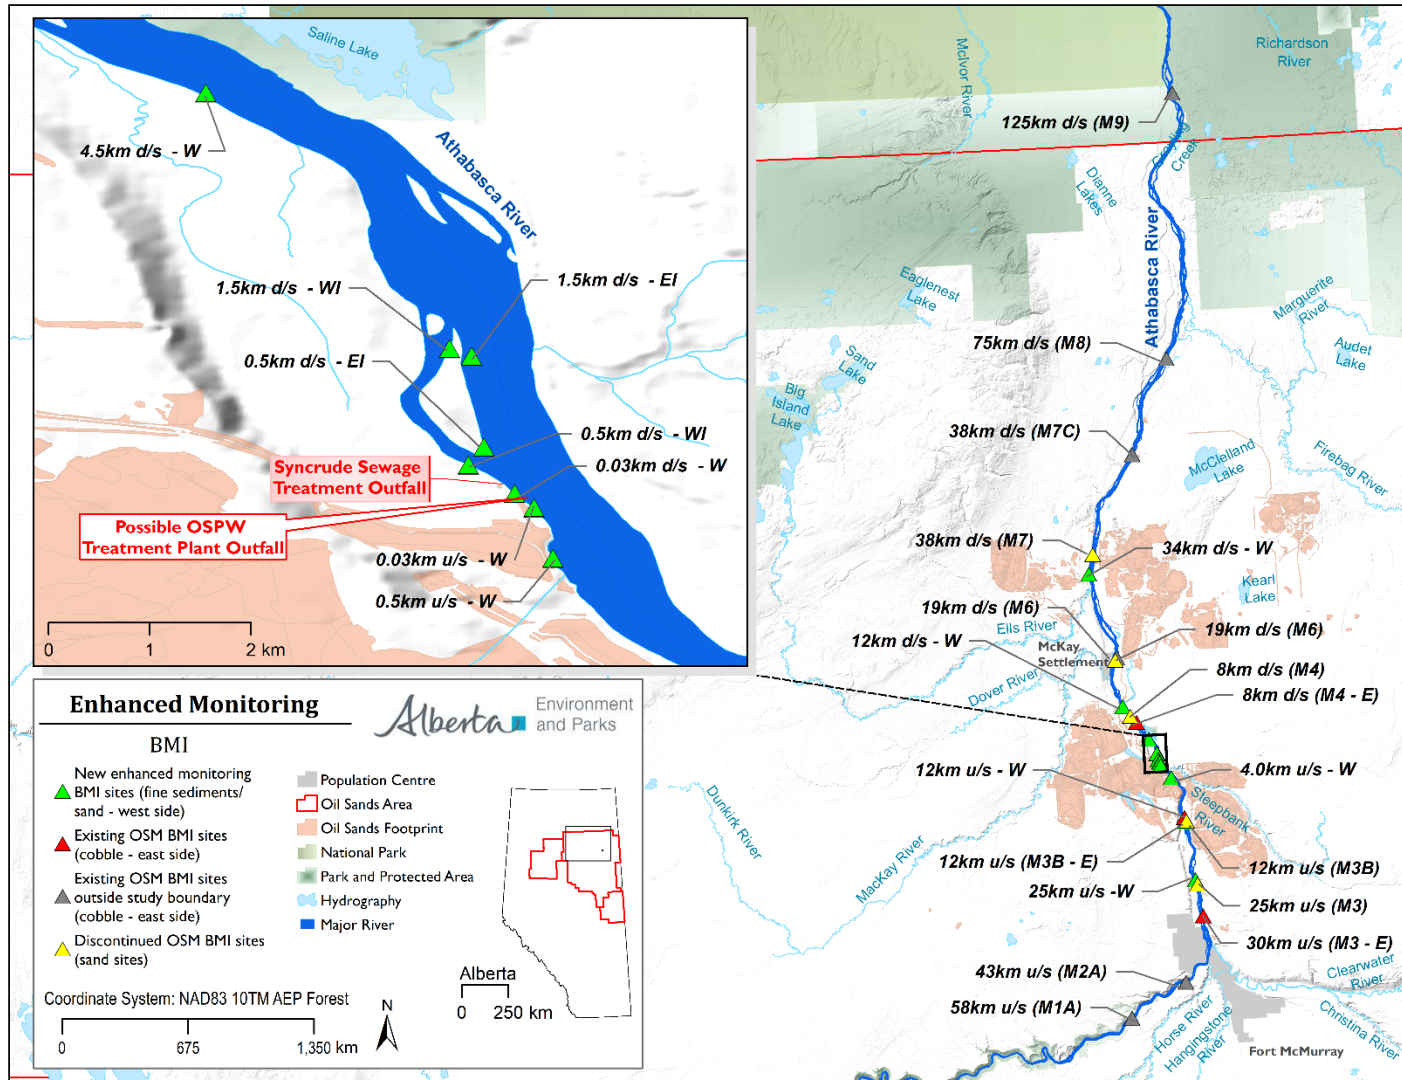 Saline Lake
4.5km d/s - W
Athabasca River
1.5km d/s - WI
1.5km d/s - EI
0.5km d/s - EI
0.5km d/s - WI
0.03km d/s - W
Syncrude Sewage
Treatment Outfall
Possible OSPW
Treatment Plant Outfall
0.03km u/s - W
0.5km u/s - W
0
1
2 km
Enhanced Monitoring
BMI
New enhanced monitoring
BMI sites (fine sediments/
sand - west side)
Existing OSM BMI sites
(cobble - east side)
Existing OSM BMI sites
outside study boundary
(cobble - east side)
Discontinued OSM BMI sites
(sand sites)
Coordinate System: NAD83 10TM AEP Forest
0
675
1,350 km
N
Alberta
Environment
and Parks
Population Centre
Oil Sands Area
Oil Sands Footprint
National Park
Park and Protected Area
Hydrography
Major River
Alberta
0
250 km
McIvor River
Richardson
River
125km d/s (M9)
Grayling
Creek
Dianne
Lakes
Athabasca River
Eaglenest
Lake
Marguerite
River
75km d/s (M8)
Audet
Lake
Sand
Lake
Big
Island
Lake
38km d/s (M7C)
McClelland
Lake
Firebag River
38km d/s (M7)
34km d/s - W
Kearl
Lake
19km d/s (M6)
Ells River
19km d/s (M6)
McKay
Settlement
12km d/s - W
8km d/s (M4)
Dover River
8km d/s (M4 - E)
12km u/s - W
4.0km u/s - W
Steepbank
River
Dunkirk River
MacKay River
12km u/s (M3B - E)
12km u/s (M3B)
25km u/s -W
25km u/s (M3)
30km u/s (M3 - E)
43km u/s (M2A)
Clearwater
River
58km u/s (M1A)
Horse River
Hangingstone
River
Christina River
Fort McMurray